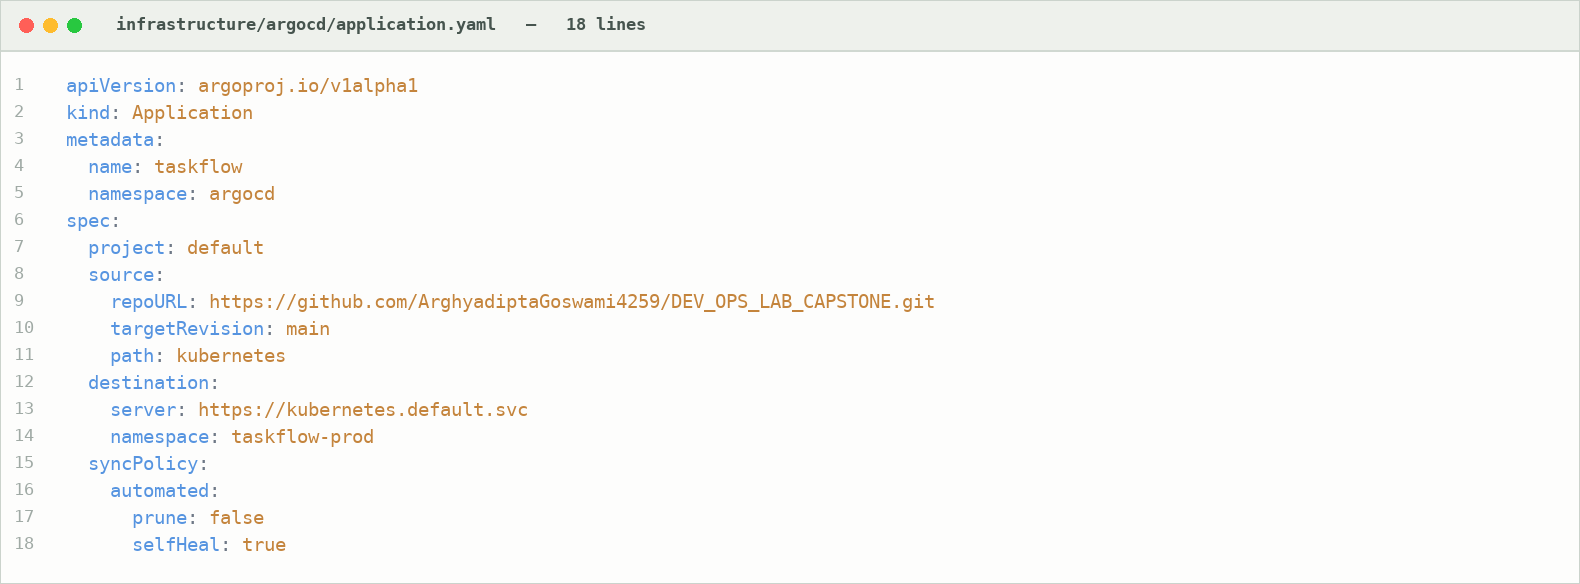 infrastructure/argocd/application.yaml — 18 lines
1 apiVersion: argoproj.io/v1alpha1
2 kind: Application
3 metadata:
4   name: taskflow
5   namespace: argocd
6 spec:
7   project: default
8   source:
9     repoURL: https://github.com/ArghyadiptaGoswami4259/DEV_OPS_LAB_CAPSTONE.git
10     targetRevision: main
11     path: kubernetes
12   destination:
13     server: https://kubernetes.default.svc
14     namespace: taskflow-prod
15   syncPolicy:
16     automated:
17       prune: false
18       selfHeal: true